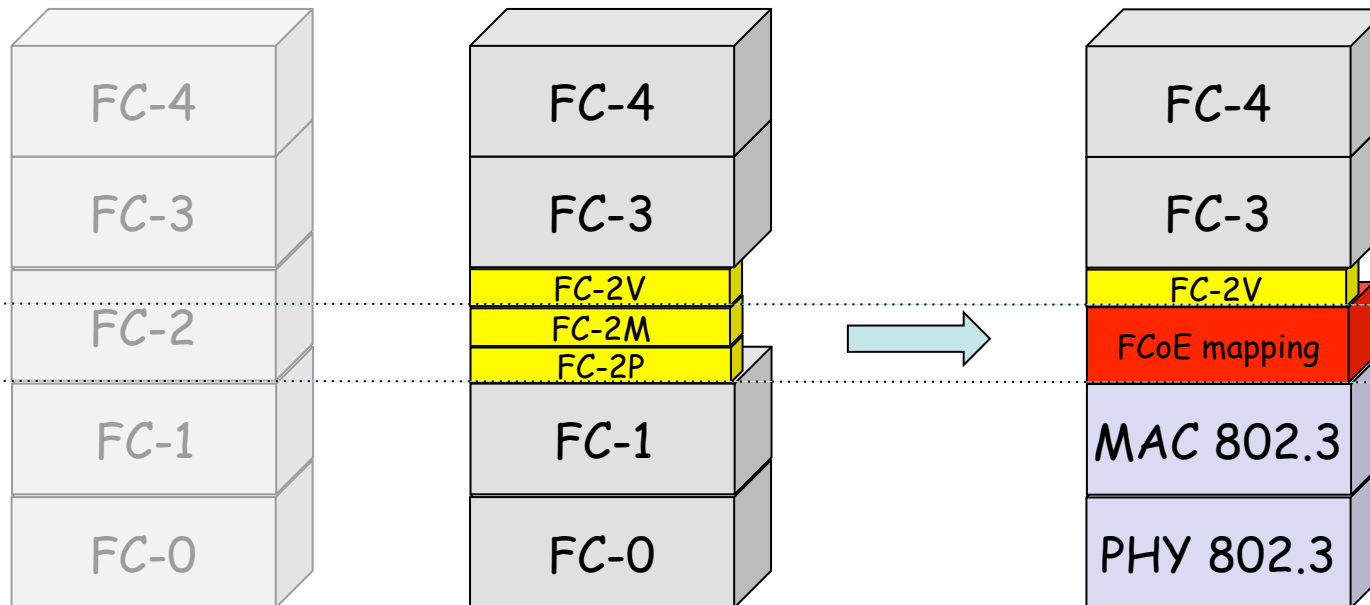 FC-4
FC-3
FC-2
FC-1
FC-0
FC-4
FC-3
FC-2V
FC-2M
FC-2P
FC-1
FC-0
FC-4
FC-3
FC-2V
FCoE mapping
MAC 802.3
PHY 802.3